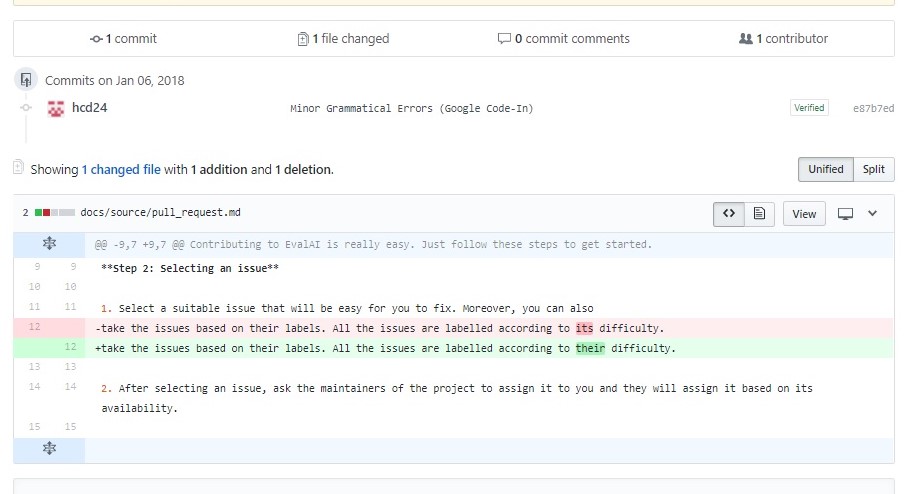 1 commit 1 file changed 0 commit comments 1 contributor
Commits on Jan 06, 2018
hcd24 Minor Grammatical Errors (Google Code-In) Verified e87b7ed
Showing 1 changed file with 1 addition and 1 deletion. Unified Split
2 docs/source/pull_request.md <> View
@@ -9,7 +9,7 @@ Contributing to EvalAI is really easy. Just follow these steps to get started.
9 9 **Step 2: Selecting an issue**
10 10
11 11 1. Select a suitable issue that will be easy for you to fix. Moreover, you can also
12 -take the issues based on their labels. All the issues are labelled according to its difficulty.
12 +take the issues based on their labels. All the issues are labelled according to their difficulty.
13 13
14 14 2. After selecting an issue, ask the maintainers of the project to assign it to you and they will assign it based on its
availability.
15 15